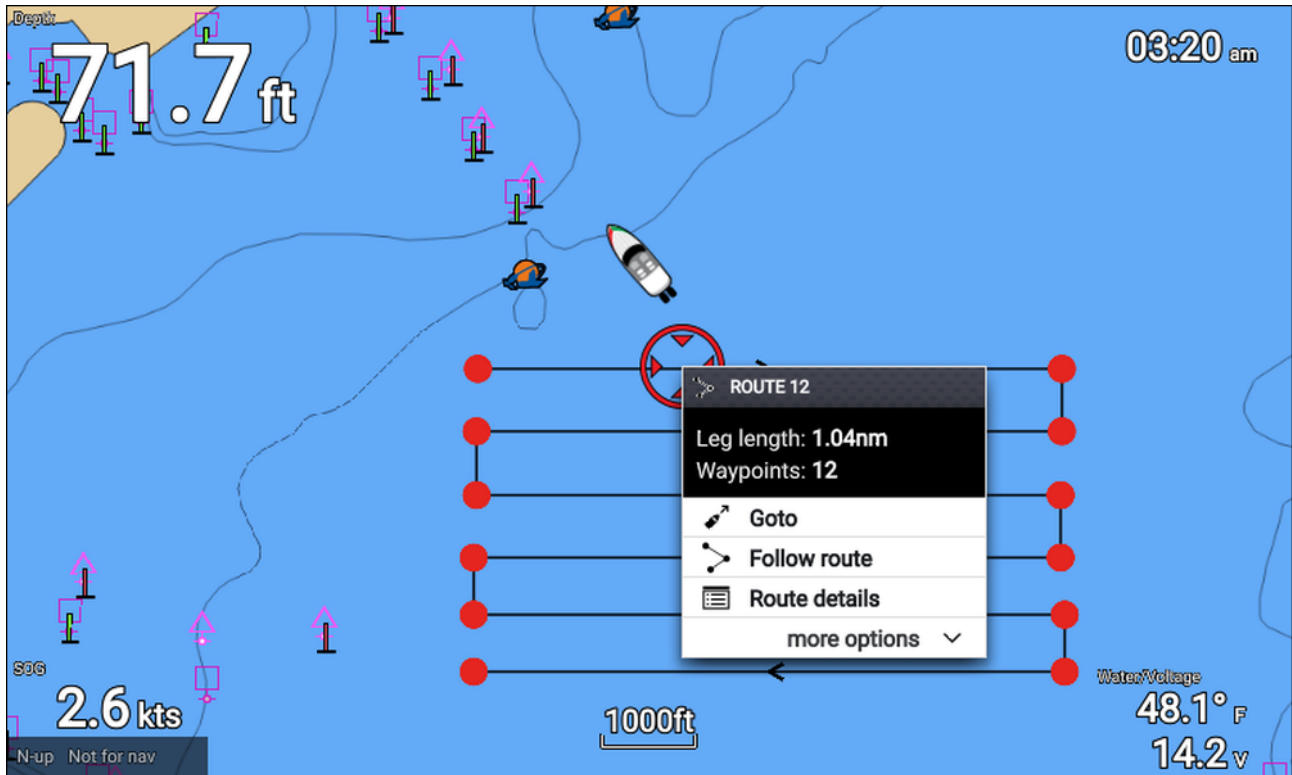 Depth
71.7 ft
03:20 am
ROUTE 12
Leg length: 1.04nm
Waypoints: 12
Goto
Follow route
Route details
more options
SOG
2.6 kts
1000ft
Water/Voltage
48.1° F
14.2 v
N-up Not for nav